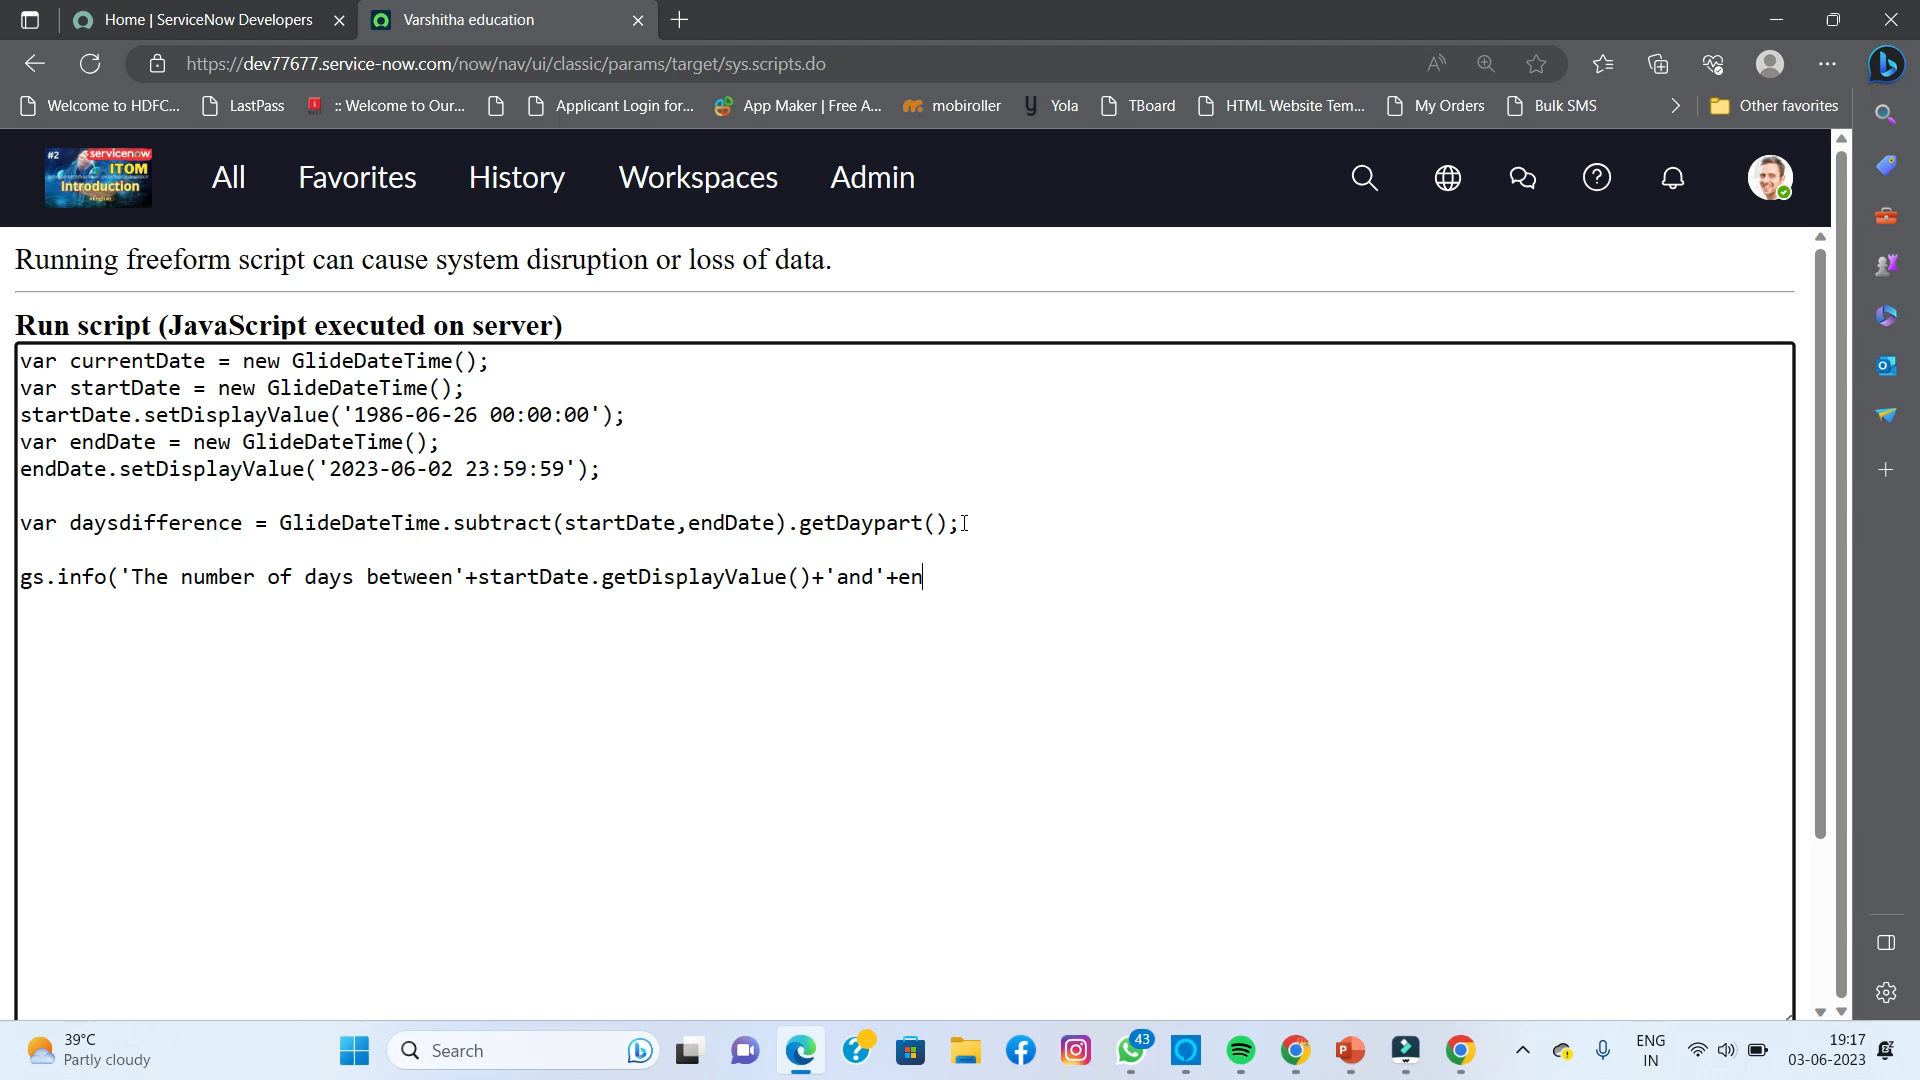 Home | ServiceNow Developers
Varshitha education
https://dev77677.service-now.com/now/nav/ui/classic/params/target/sys.scripts.do
Welcome to HDFC... LastPass :: Welcome to Our... Applicant Login for... App Maker | Free A... mobiroller Yola TBoard HTML Website Tem... My Orders Bulk SMS Other favorites
#2 servicenow
ITOM
Introduction
All Favorites History Workspaces Admin
Running freeform script can cause system disruption or loss of data.
Run script (JavaScript executed on server)
var currentDate = new GlideDateTime();
var startDate = new GlideDateTime();
startDate.setDisplayValue('1986-06-26 00:00:00');
var endDate = new GlideDateTime();
endDate.setDisplayValue('2023-06-02 23:59:59');
var daysdifference = GlideDateTime.subtract(startDate,endDate).getDaypart();
gs.info('The number of days between'+startDate.getDisplayValue()+'and'+en
39°C
Partly cloudy
Search
43
ENG
IN
19:17
03-06-2023